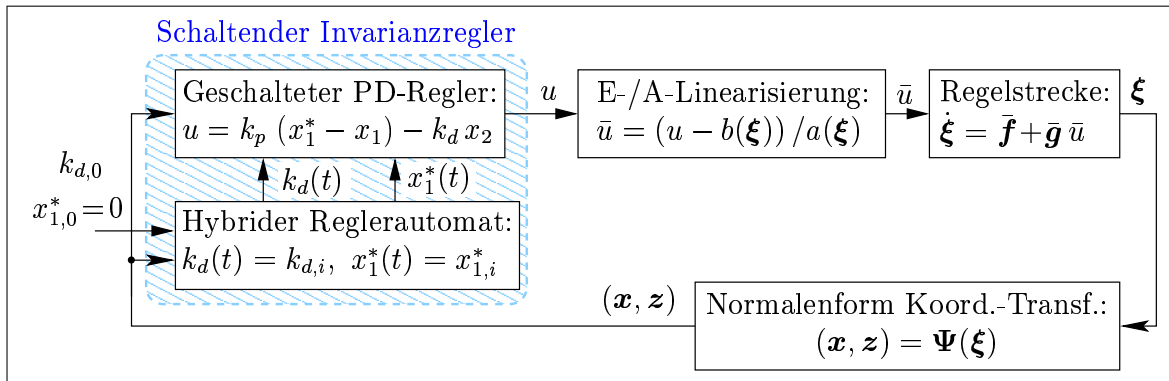 Schaltender Invarianzregler
Geschalteter PD-Regler:
u = k_p (x_1^* − x_1) − k_d x_2
u
E-/A-Linearisierung:
ū = (u − b(ξ)) /a(ξ)
ū
Regelstrecke:
ξ̇ = f̄ + ḡ ū
ξ
k_{d,0}
x_{1,0}^* = 0
k_d(t)
x_1^*(t)
Hybrider Reglerautomat:
k_d(t) = k_{d,i}, x_1^*(t) = x_{1,i}^*
(x, z)
Normalenform Koord.-Transf.:
(x, z) = Ψ(ξ)